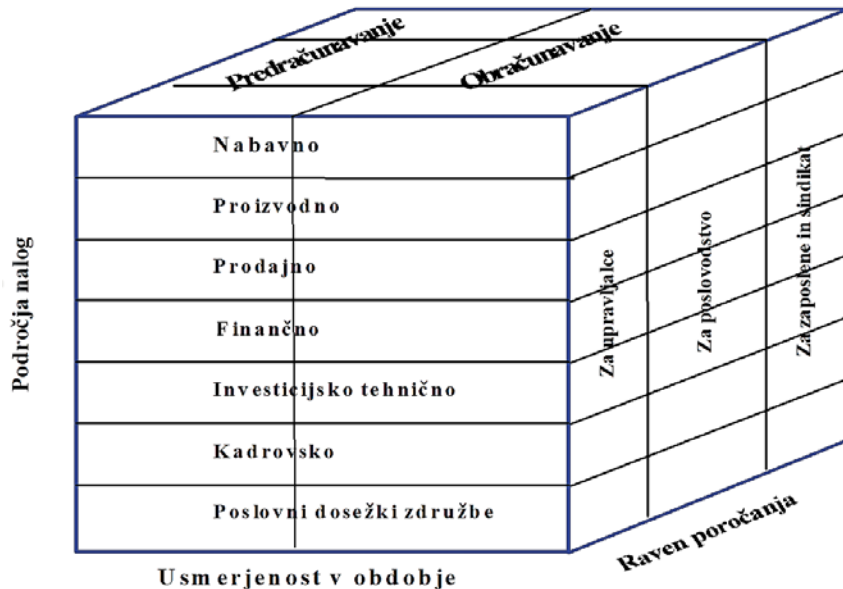 Predračunavanje
Obračunavanje
Nabavno
Proizvodno
Prodajno
Finančno
Investicijsko tehnično
Kadrovsko
Poslovni dosežki združbe
Področja nalog
Za upravljalce
Za poslovodstvo
Za zaposlene in sindikat
Raven poročanja
Usmerjenost v obdobje